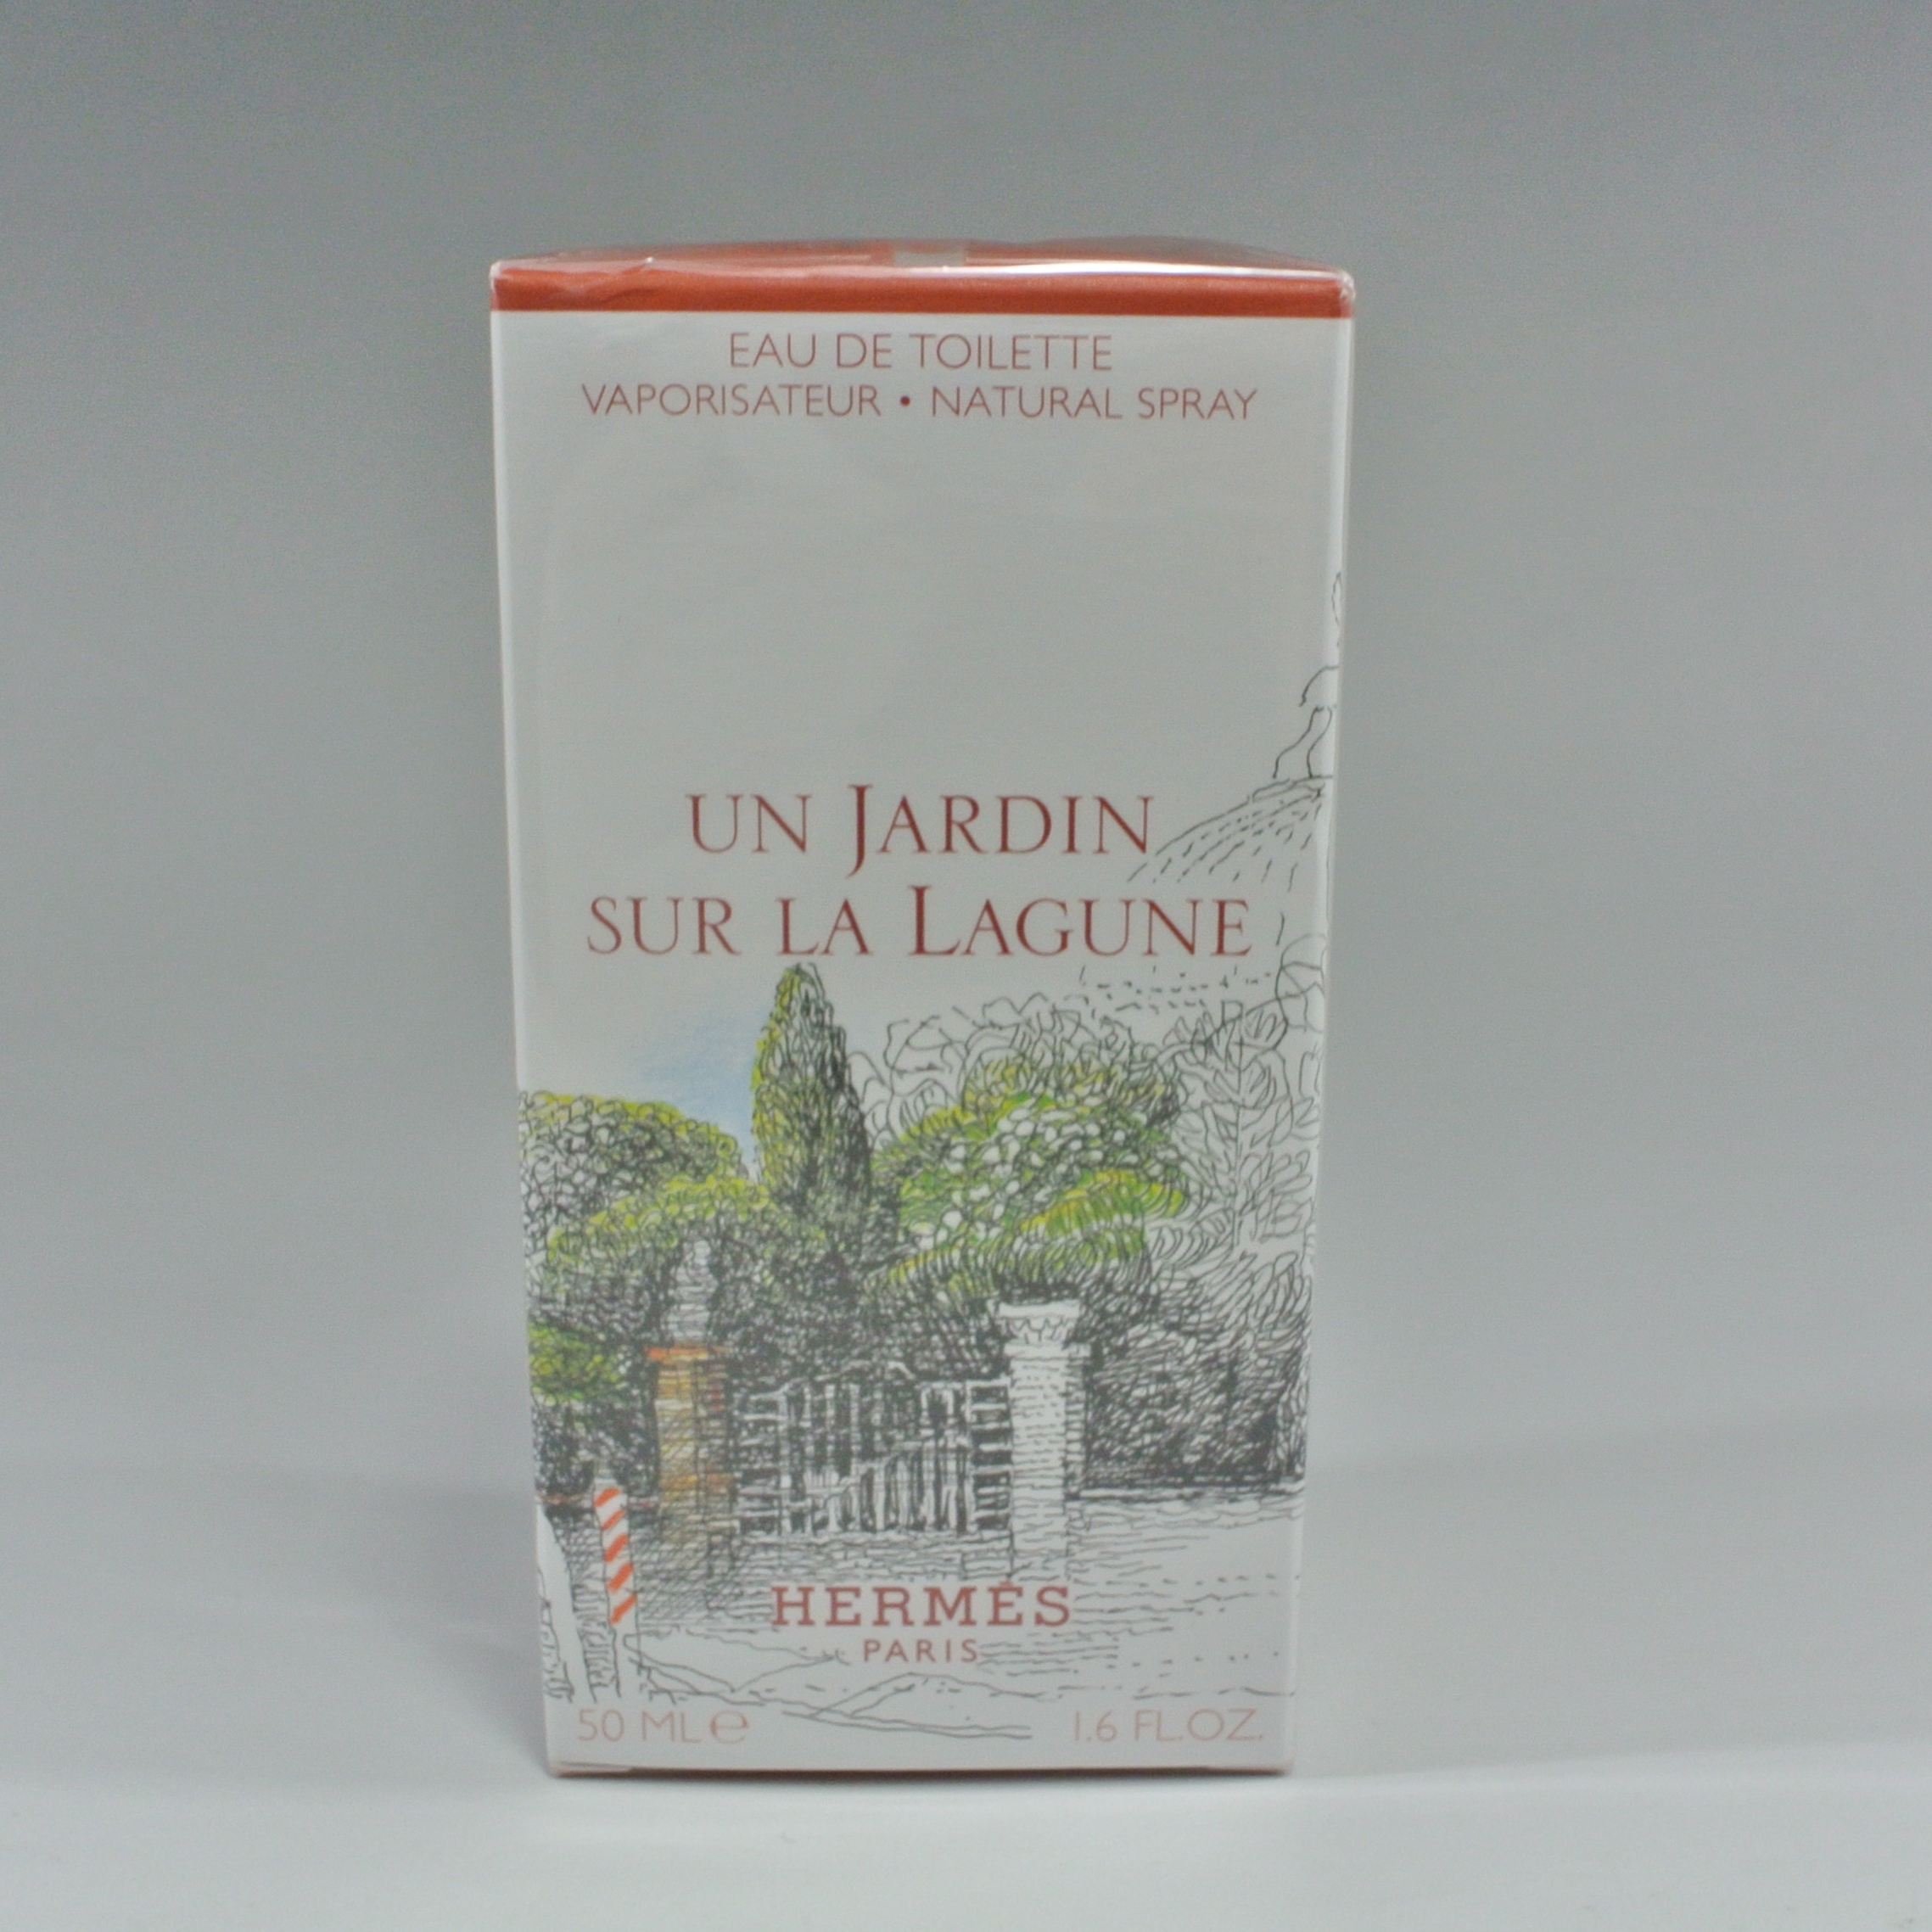 EAU DE TOILETTE
VAPORISATEUR • NATURAL SPRAY
UN JARDIN
SUR LA LAGUNE
HERMÈS
PARIS
50 ML ℮ 1.6 FL.OZ.